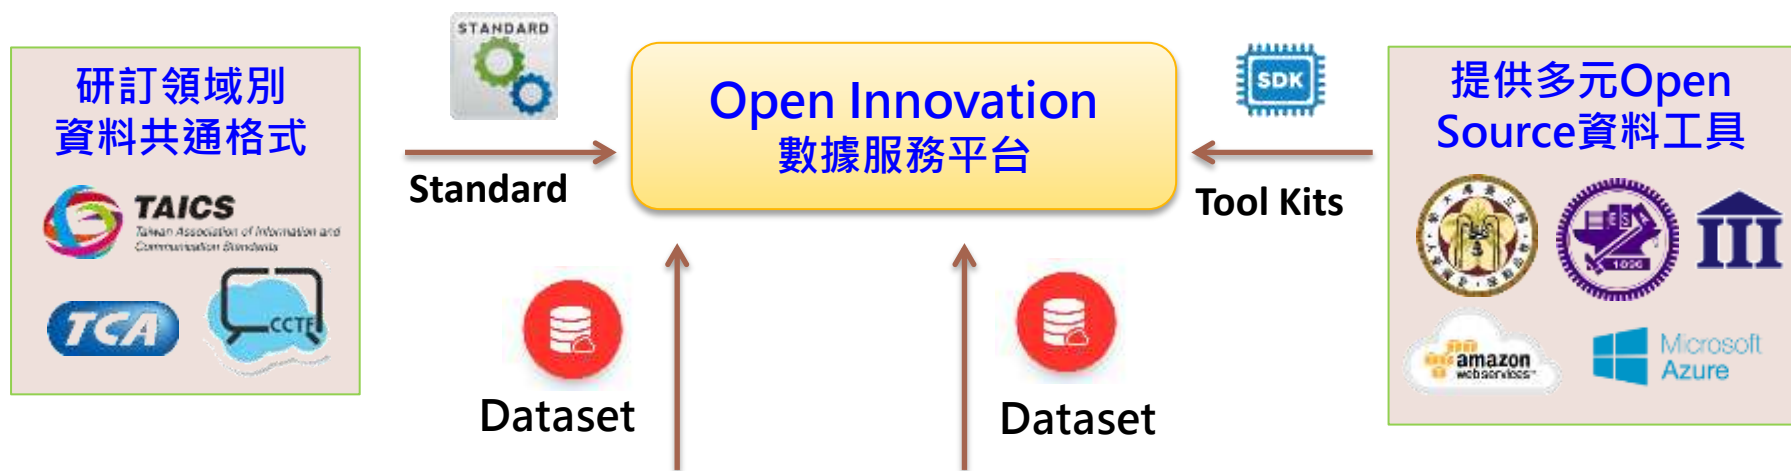 研訂領域別
資料共通格式
TAICS
Taiwan Association of Information and
Communication Standards
TCA
CCTF
STANDARD
Standard
Open Innovation
數據服務平台
SDK
Tool Kits
Dataset
Dataset
提供多元Open
Source資料工具
1896
III
amazon
webservices™
Microsoft
Azure